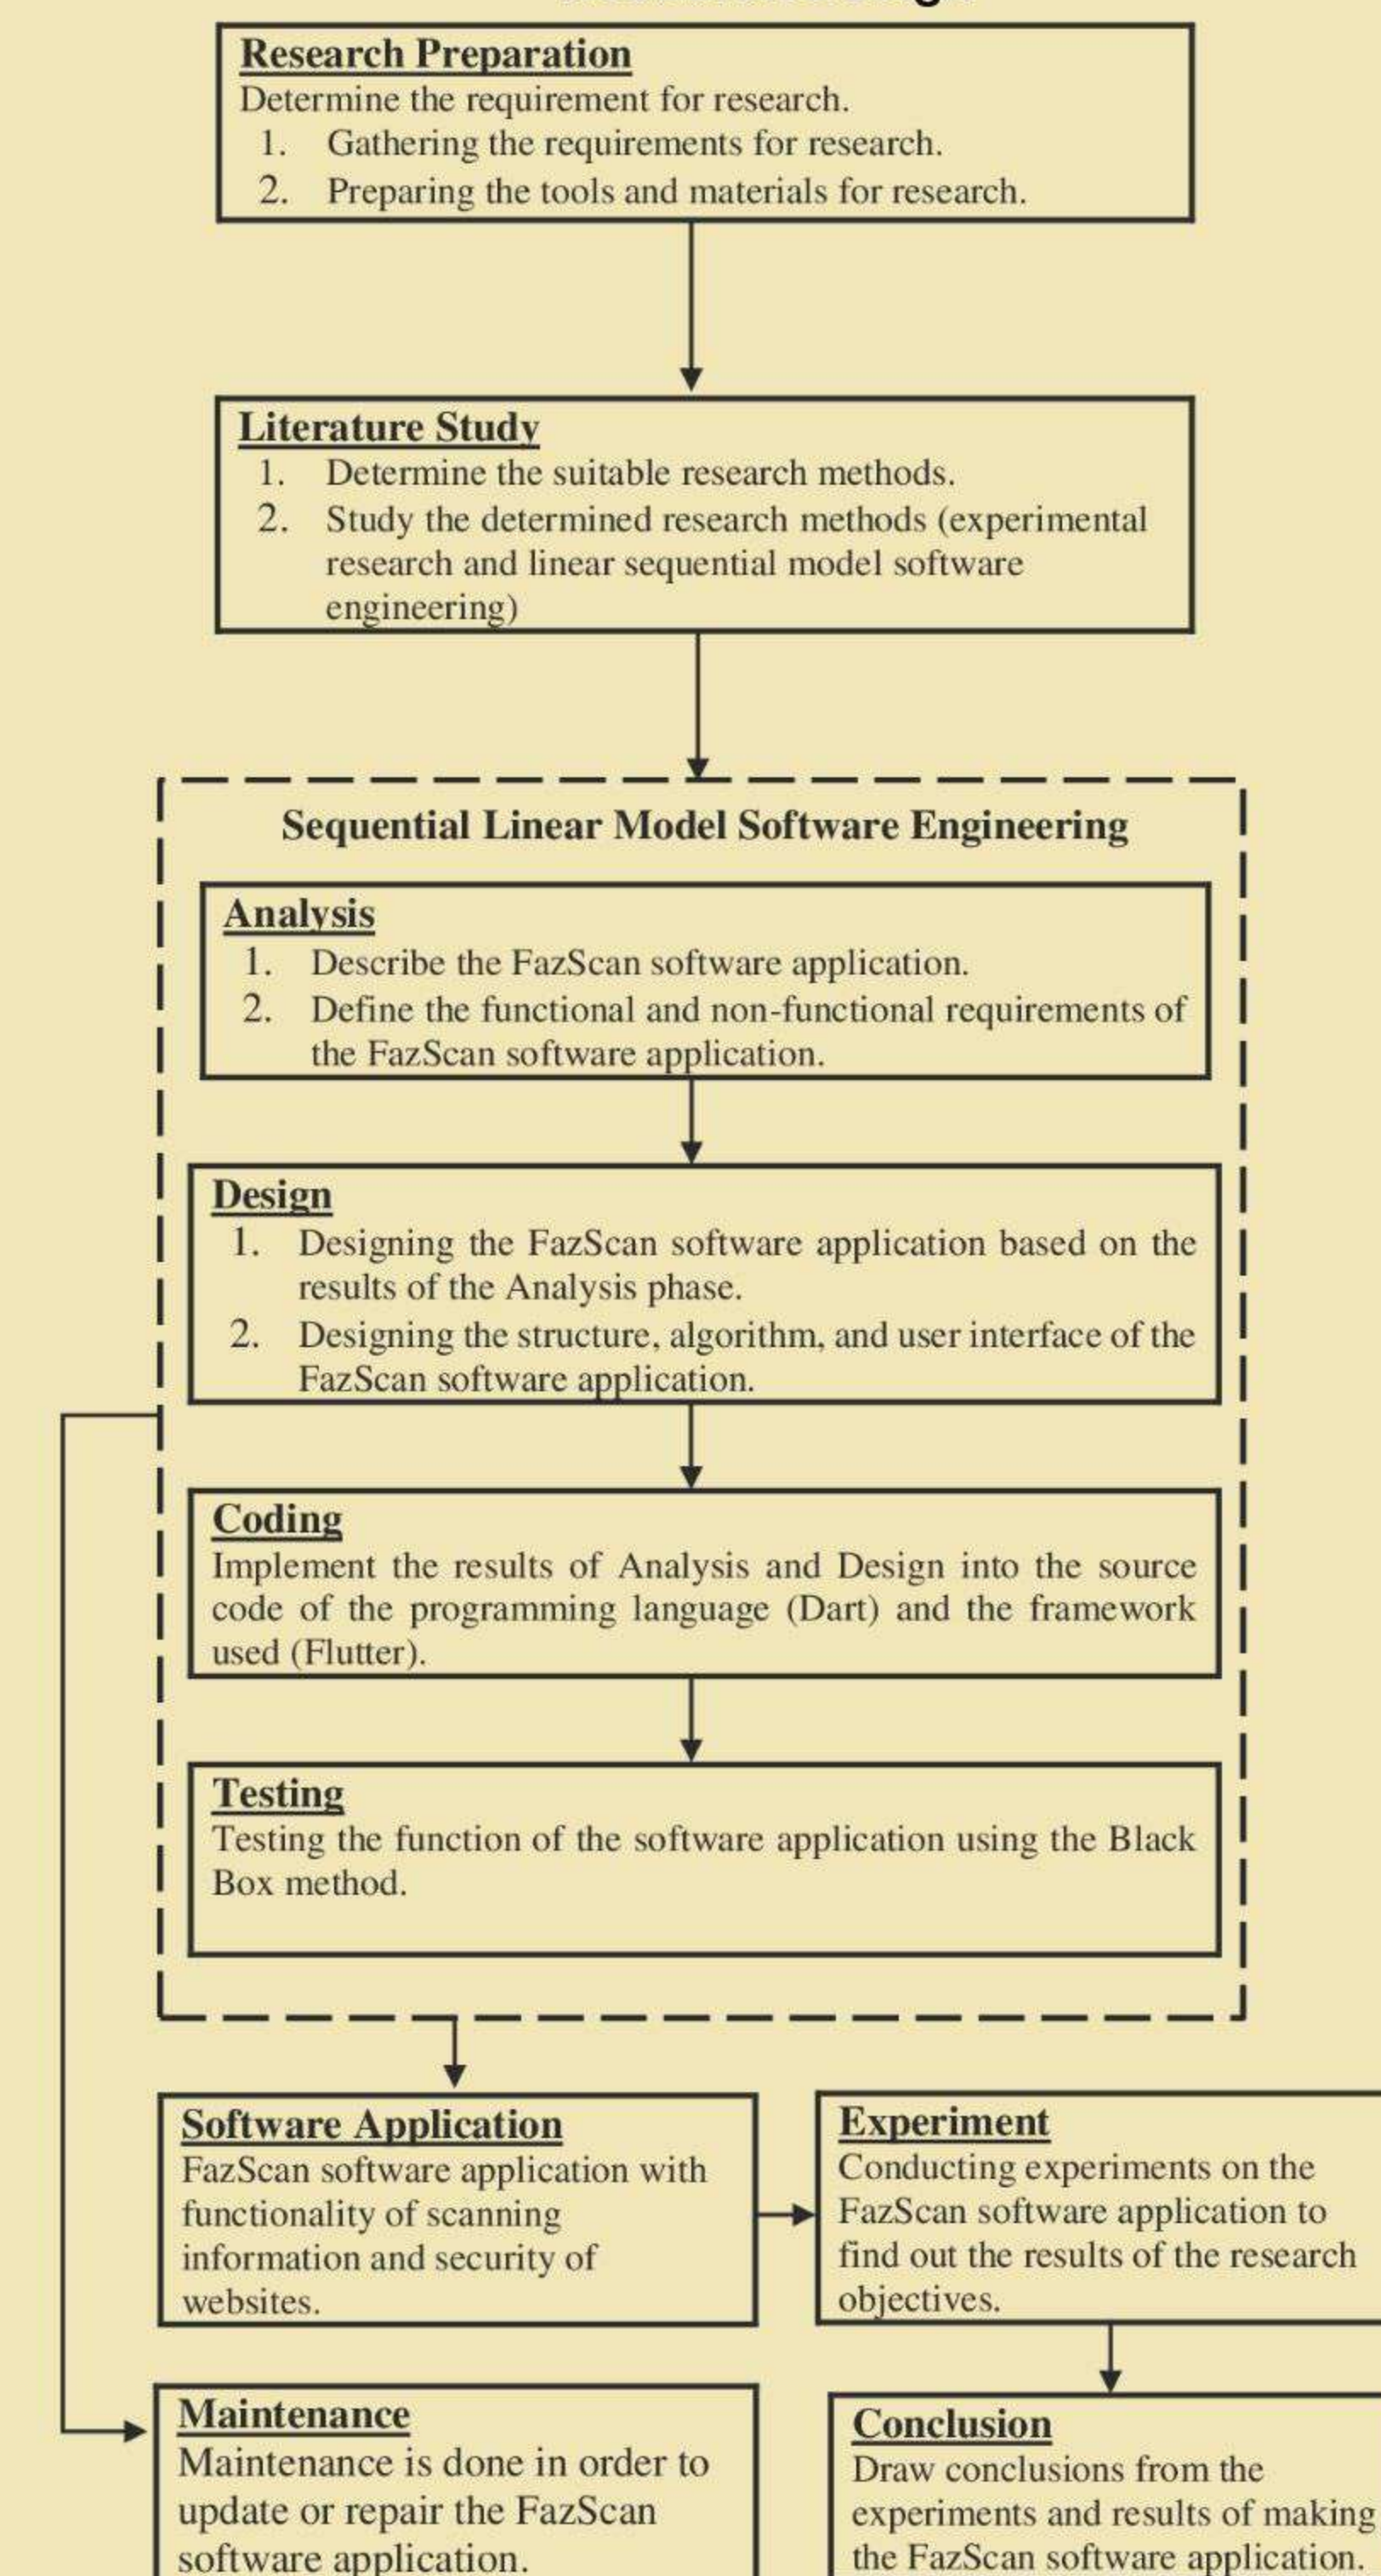 Research Preparation
Determine the requirement for research.
1. Gathering the requirements for research.
2. Preparing the tools and materials for research.
Literature Study
1. Determine the suitable research methods.
2. Study the determined research methods (experimental
research and linear sequential model software
engineering)
Sequential Linear Model Software Engineering
Analysis
1. Describe the FazScan software application.
2. Define the functional and non-functional requirements of
the FazScan software application.
Design
1. Designing the FazScan software application based on the
results of the Analysis phase.
2. Designing the structure, algorithm, and user interface of the
FazScan software application.
Coding
Implement the results of Analysis and Design into the source
code of the programming language (Dart) and the framework
used (Flutter).
Testing
Testing the function of the software application using the Black
Box method.
Software Application
FazScan software application with
functionality of scanning
information and security of
websites.
Experiment
Conducting experiments on the
FazScan software application to
find out the results of the research
objectives.
Maintenance
Maintenance is done in order to
update or repair the FazScan
software application.
Conclusion
Draw conclusions from the
experiments and results of making
the FazScan software application.